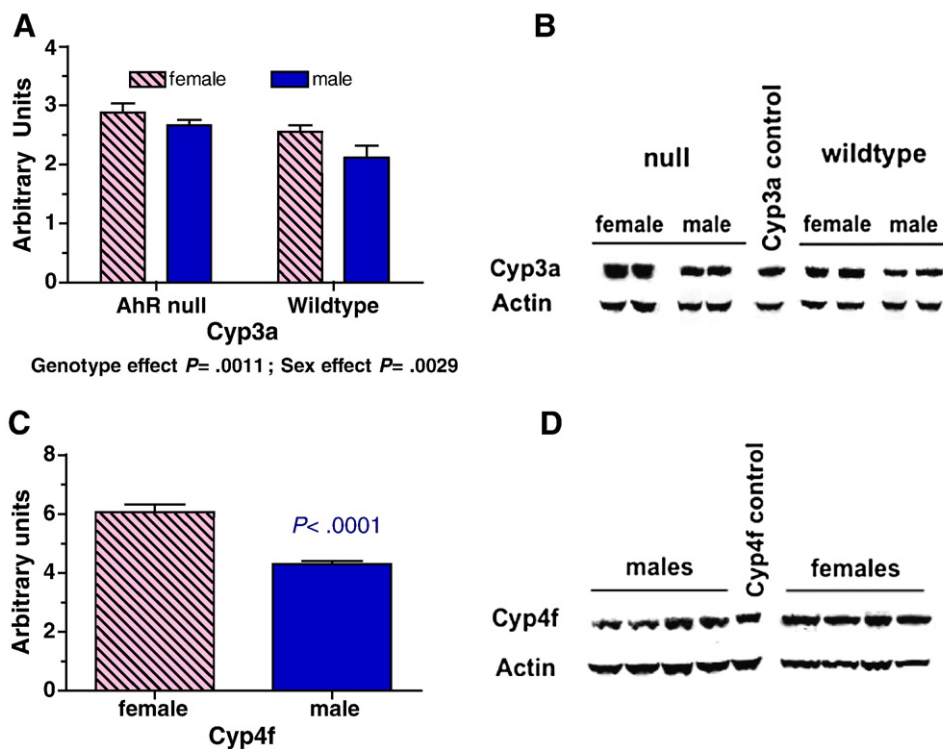 A
Arbitrary Units
4
3
2
1
0
female male
AhR null Wildtype
Cyp3a
Genotype effect P= .0011 ; Sex effect P= .0029
B
null Cyp3a control wildtype
female male female male
Cyp3a
Actin
C
Arbitrary units
8
6
4
2
0
P< .0001
female male
Cyp4f
D
males Cyp4f control females
Cyp4f
Actin